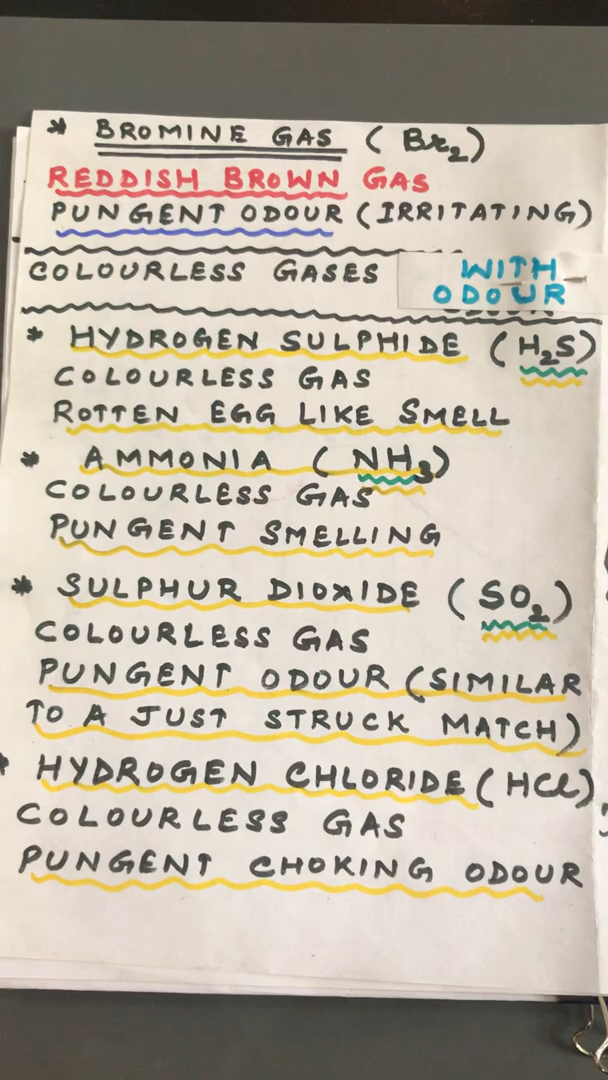 * BROMINE GAS (Br₂)
REDDISH BROWN GAS
PUNGENT ODOUR (IRRITATING)
COLOURLESS GASES WITH
ODOUR
* HYDROGEN SULPHIDE (H₂S)
COLOURLESS GAS
ROTTEN EGG LIKE SMELL
* AMMONIA (NH₃)
COLOURLESS GAS
PUNGENT SMELLING
* SULPHUR DIOXIDE (SO₂)
COLOURLESS GAS
PUNGENT ODOUR (SIMILAR
TO A JUST STRUCK MATCH)
* HYDROGEN CHLORIDE (HCl)
COLOURLESS GAS
PUNGENT CHOKING ODOUR